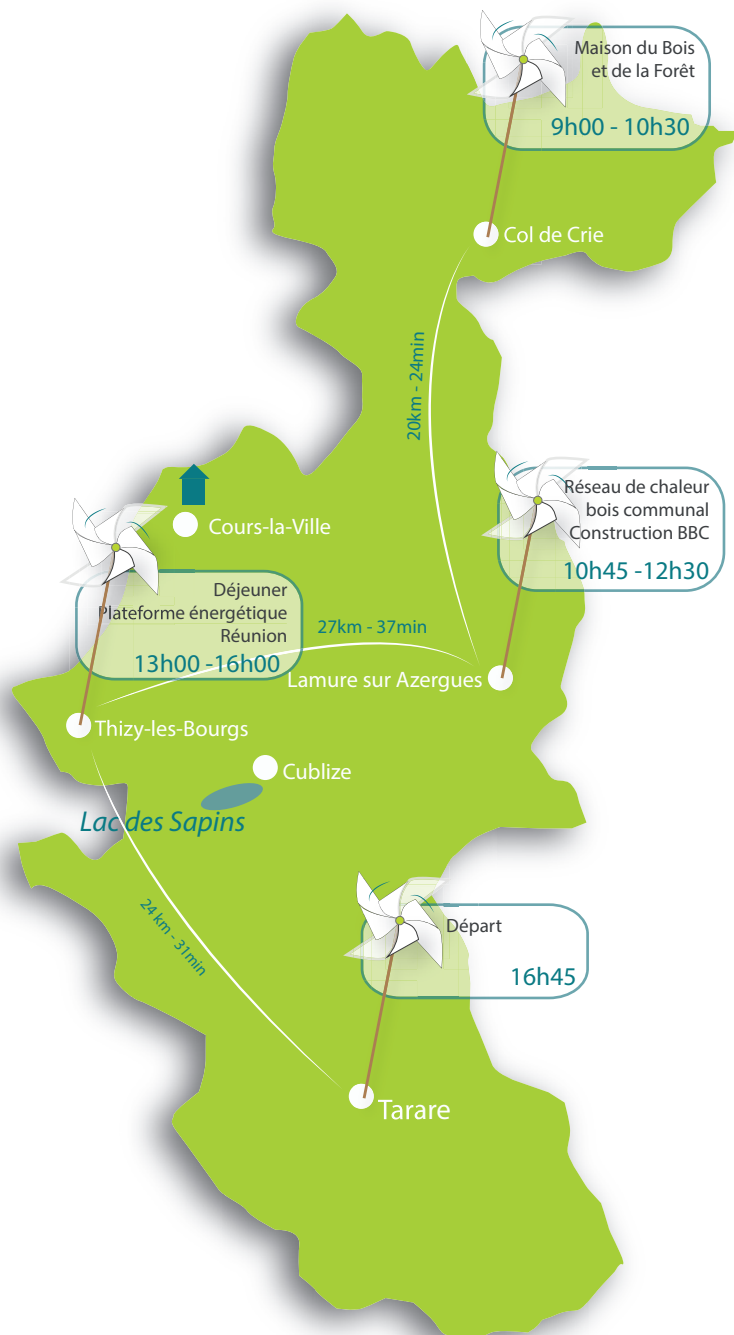 Maison du Bois
et de la Forêt
9h00 - 10h30
Col de Crie
20km - 24min
Réseau de chaleur
bois communal
Construction BBC
10h45 -12h30
Cours-la-Ville
Déjeuner
Plateforme énergétique
Réunion
13h00 -16h00
27km - 37min
Lamure sur Azergues
Thizy-les-Bourgs
Cublize
Lac des Sapins
24 km - 31min
Départ
16h45
Tarare